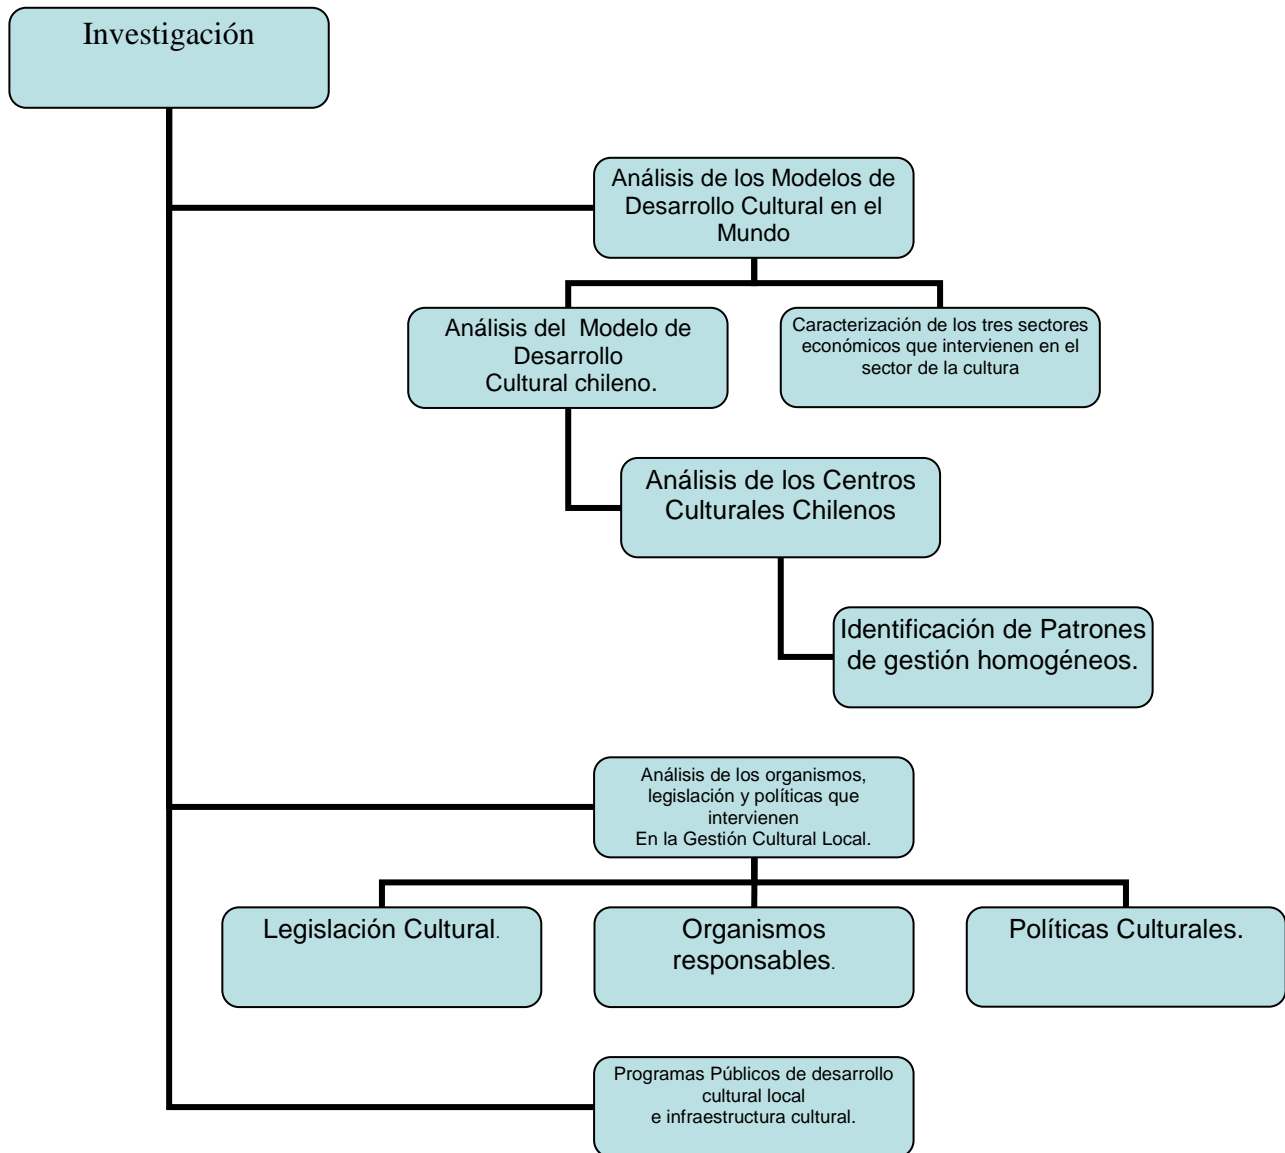 Investigación
Análisis de los Modelos de
Desarrollo Cultural en el
Mundo
Análisis del Modelo de
Desarrollo
Cultural chileno.
Caracterización de los tres sectores
económicos que intervienen en el
sector de la cultura
Análisis de los Centros
Culturales Chilenos
Identificación de Patrones
de gestión homogéneos.
Análisis de los organismos,
legislación y políticas que
intervienen
En la Gestión Cultural Local.
Legislación Cultural.
Organismos
responsables.
Políticas Culturales.
Programas Públicos de desarrollo
cultural local
e infraestructura cultural.